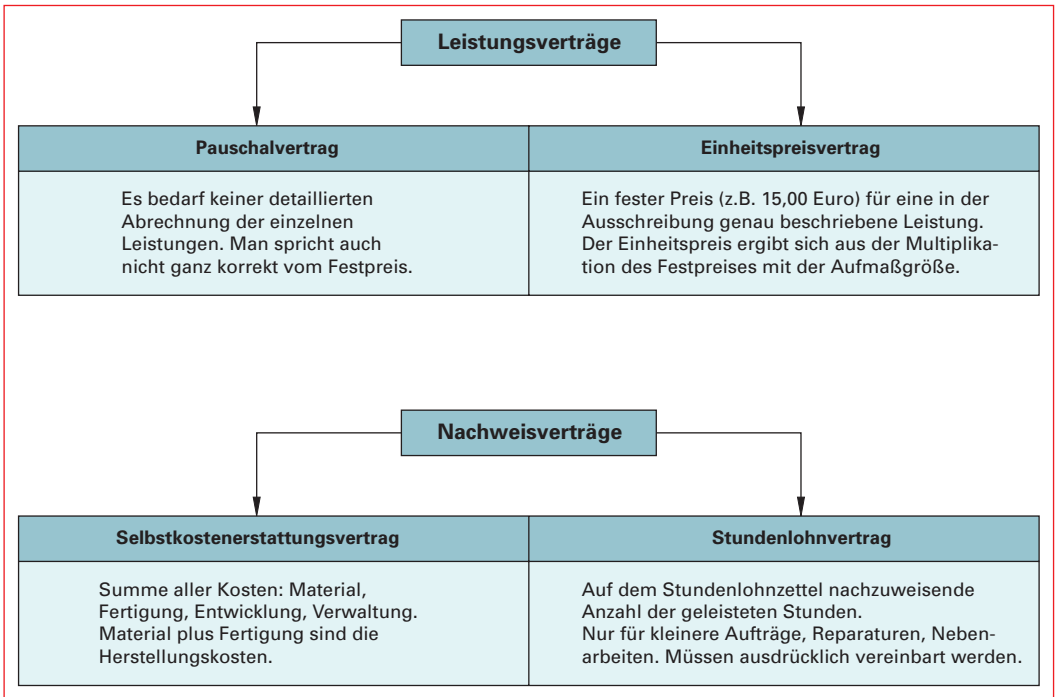 Leistungsverträge
Pauschalvertrag
Es bedarf keiner detaillierten
Abrechnung der einzelnen
Leistungen. Man spricht auch
nicht ganz korrekt vom Festpreis.
Einheitspreisvertrag
Ein fester Preis (z.B. 15,00 Euro) für eine in der
Ausschreibung genau beschriebene Leistung.
Der Einheitspreis ergibt sich aus der Multiplika-
tion des Festpreises mit der Aufmaßgröße.
Nachweisverträge
Selbstkostenerstattungsvertrag
Summe aller Kosten: Material,
Fertigung, Entwicklung, Verwaltung.
Material plus Fertigung sind die
Herstellungskosten.
Stundenlohnvertrag
Auf dem Stundenlohnzettel nachzuweisende
Anzahl der geleisteten Stunden.
Nur für kleinere Aufträge, Reparaturen, Neben-
arbeiten. Müssen ausdrücklich vereinbart werden.